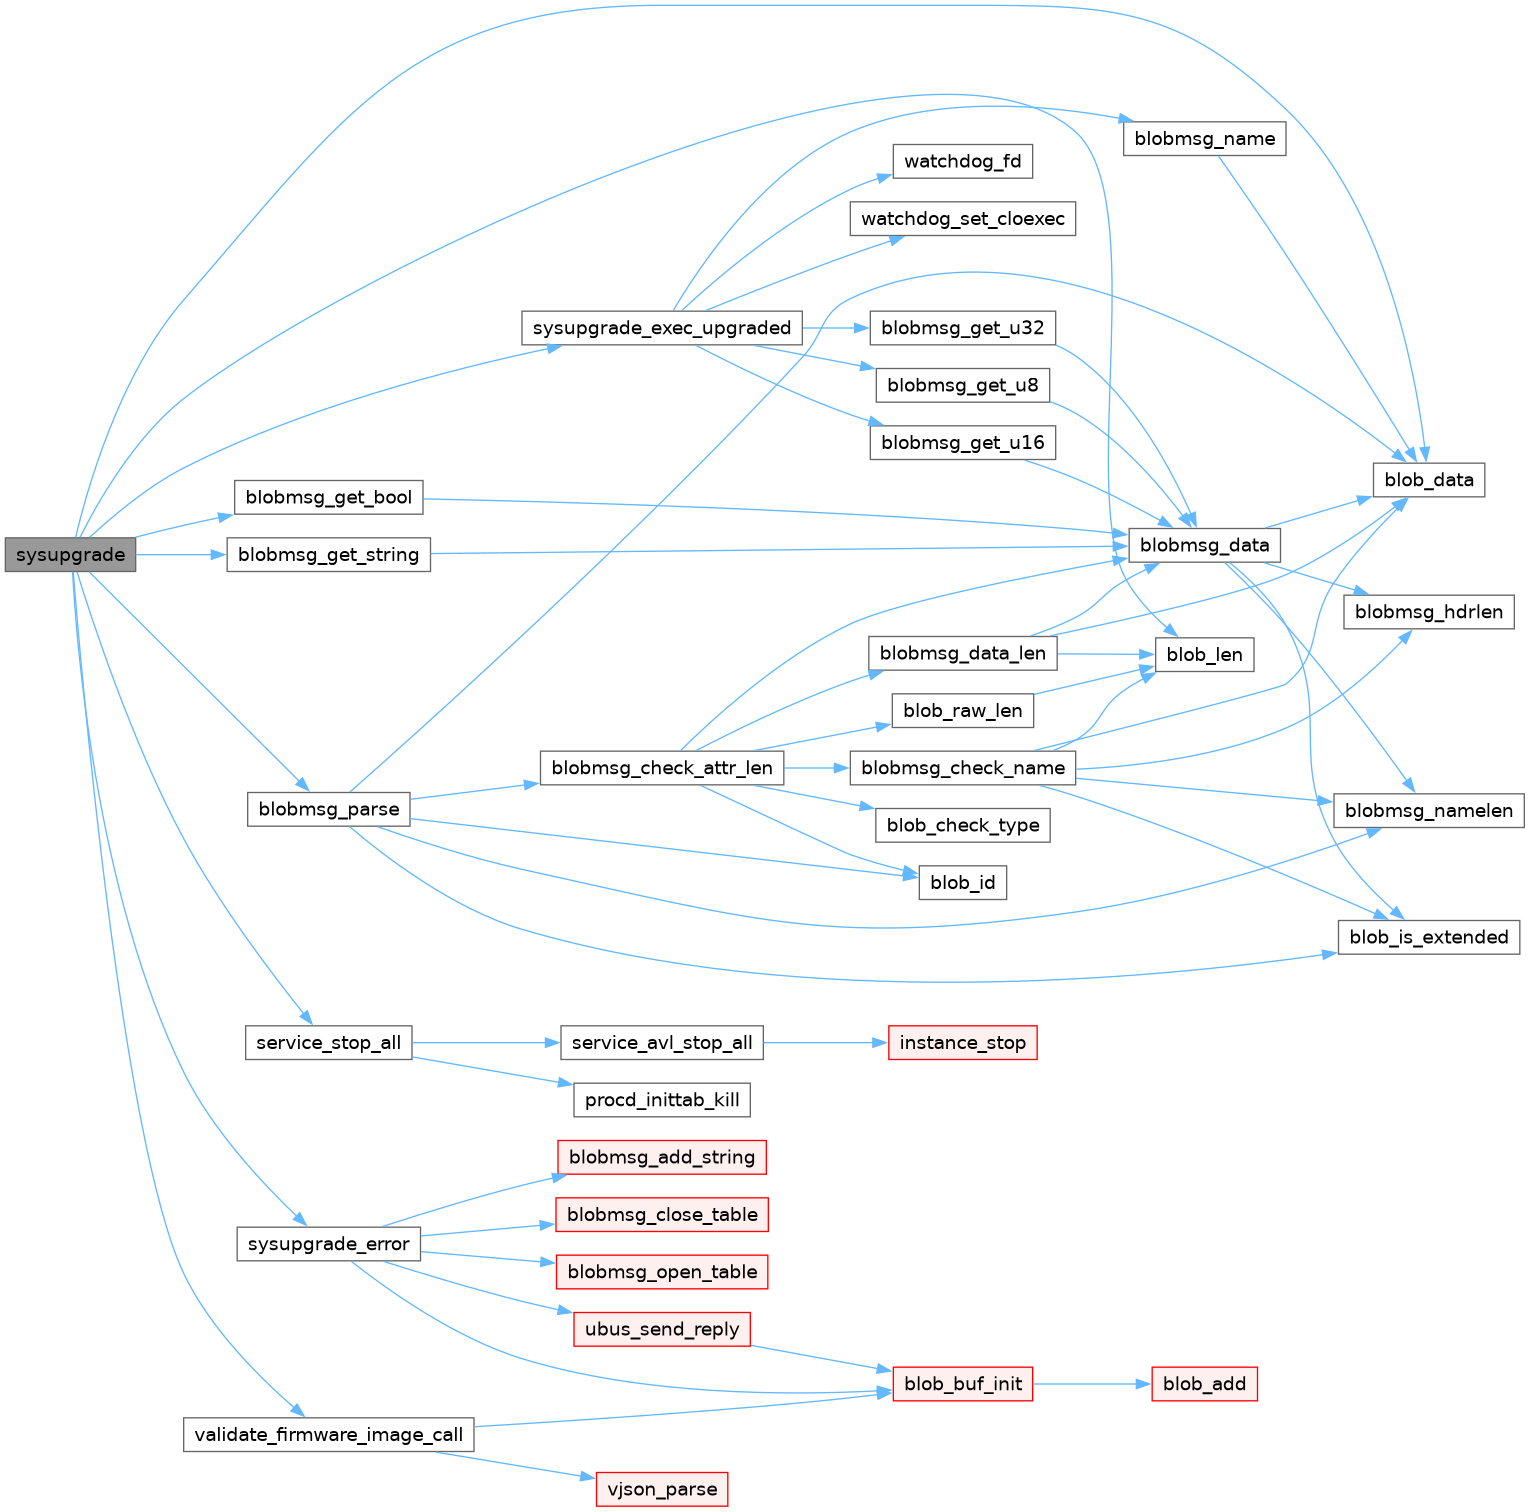 blobmsg_name
watchdog_fd
watchdog_set_cloexec
sysupgrade_exec_upgraded
blobmsg_get_u32
blobmsg_get_u8
blobmsg_get_u16
blob_data
blobmsg_get_bool
blobmsg_data
sysupgrade
blobmsg_get_string
blobmsg_hdrlen
blobmsg_data_len
blob_len
blob_raw_len
blobmsg_check_attr_len
blobmsg_check_name
blobmsg_parse
blobmsg_namelen
blob_check_type
blob_id
blob_is_extended
service_stop_all
service_avl_stop_all
instance_stop
procd_inittab_kill
blobmsg_add_string
blobmsg_close_table
sysupgrade_error
blobmsg_open_table
ubus_send_reply
blob_buf_init
blob_add
validate_firmware_image_call
vjson_parse